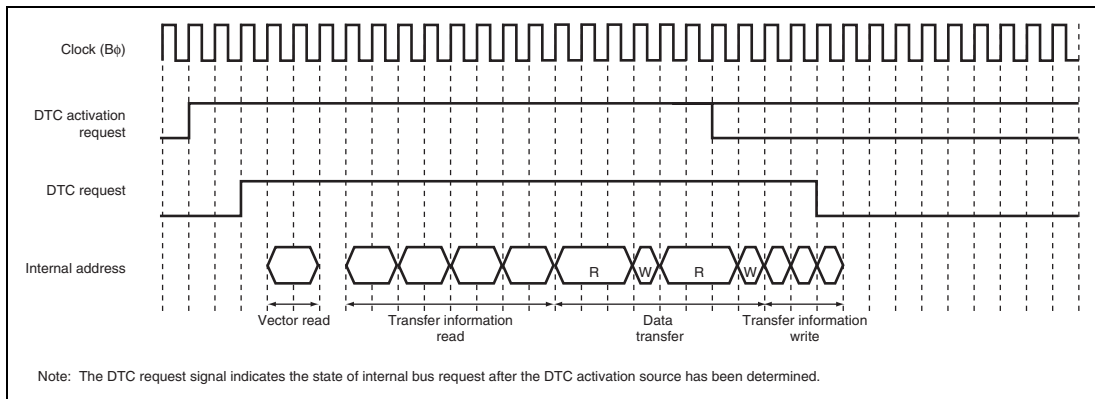 Clock (Bϕ)
DTC activation
request
DTC request
Internal address
R
W
R
W
Vector read
Transfer information
read
Data
transfer
Transfer information
write
Note: The DTC request signal indicates the state of internal bus request after the DTC activation source has been determined.